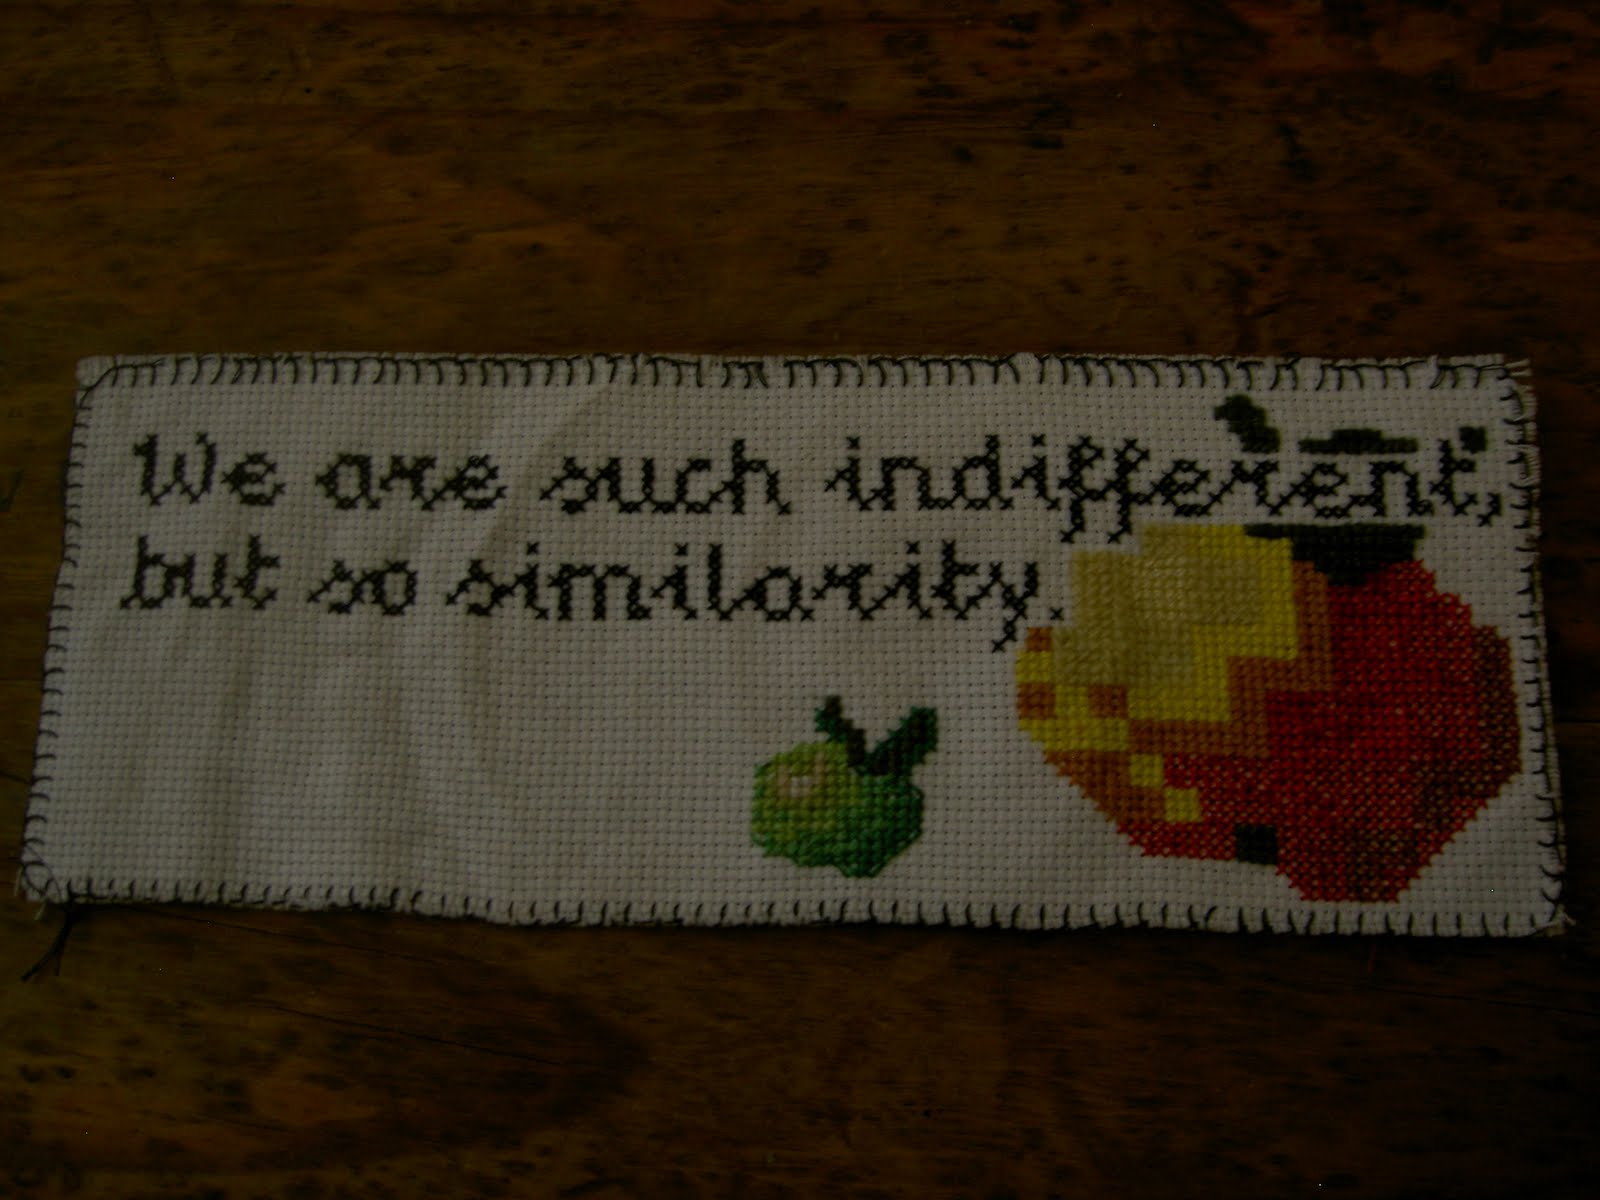 We are such indifferent,
but so similarity.